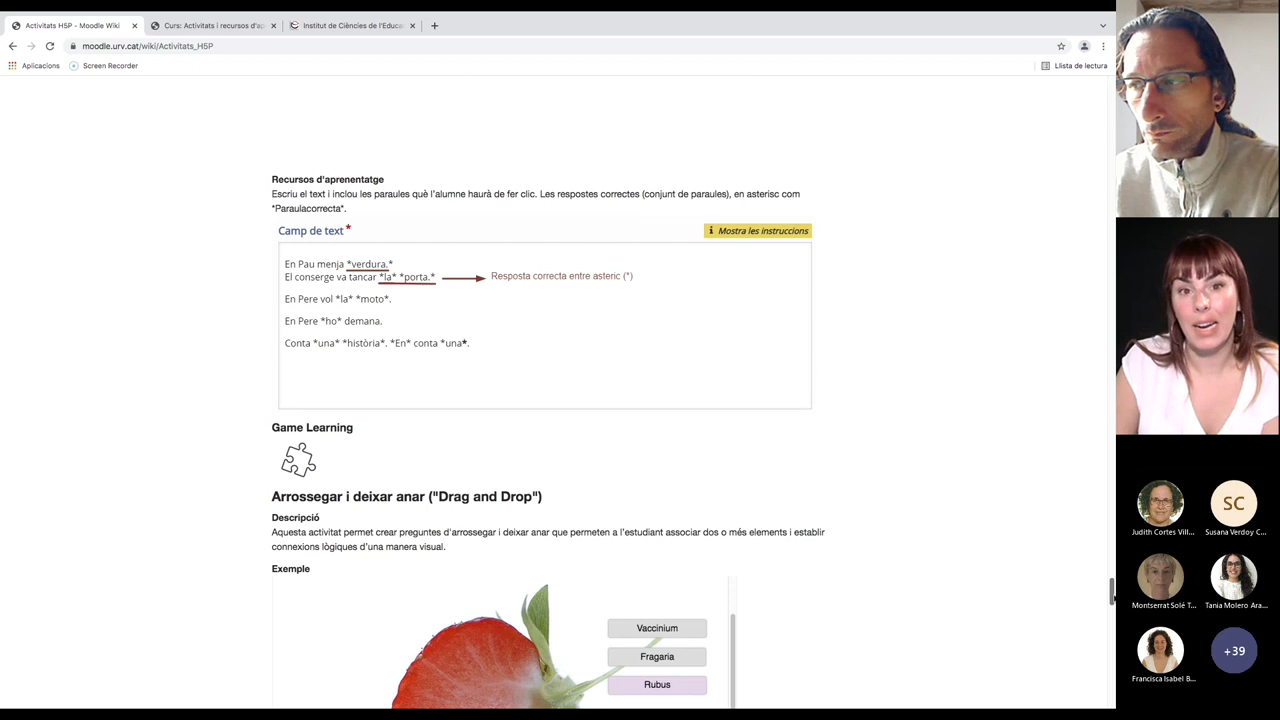 Activitats H5P - Moodle Wiki
Curs: Activitats i recursos d'ap
Institut de Ciències de l'Educa
moodle.urv.cat/wiki/Activitats_H5P
Aplicacions
Screen Recorder
Llista de lectura
Recursos d'aprenentatge
Escriu el text i inclou les paraules què l'alumne haurà de fer clic. Les respostes correctes (conjunt de paraules), en asterisc com
*Paraulacorrecta*.
Camp de text *
Mostra les instruccions
En Pau menja *verdura.*
El conserge va tancar *la* *porta.*
Resposta correcta entre asteric (*)
En Pere vol *la* *moto*.
En Pere *ho* demana.
Conta *una* *història*. *En* conta *una*.
Game Learning
Arrossegar i deixar anar ("Drag and Drop")
Descripció
Aquesta activitat permet crear preguntes d'arrossegar i deixar anar que permeten a l'estudiant associar dos o més elements i establir
connexions lògiques d'una manera visual.
Exemple
Vaccinium
Fragaria
Rubus
SC
Judith Cortes Vill...
Susana Verdoy C...
Montserrat Solé T...
Tania Molero Ara...
+39
Francisca Isabel B...